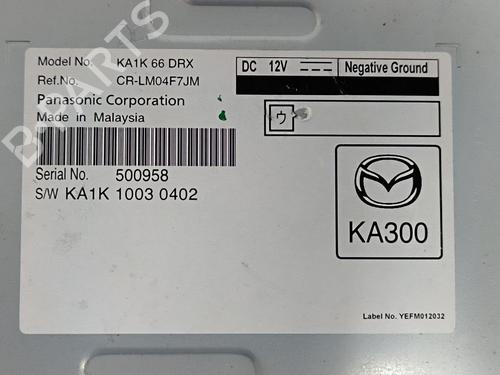 Model No. KA1K 66 DRX
Ref.No. CR-LM04F7JM
Panasonic Corporation
Made in Malaysia
DC 12V Negative Ground
ウ
Serial No. 500958
S/W KA1K 1003 0402
KA300
Label No. YEFM012032
B-PARTS